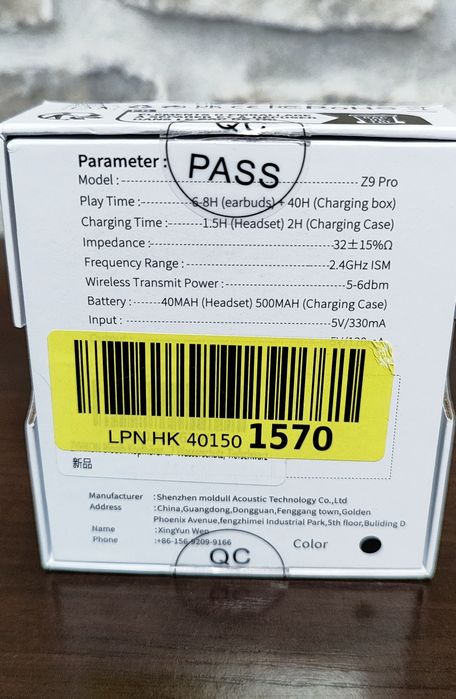 QC
PASS
Parameter :
Model : Z9 Pro
Play Time : 6-8H (earbuds) + 40H (Charging box)
Charging Time : 1.5H (Headset) 2H (Charging Case)
Impedance : 32±15%Ω
Frequency Range : 2.4GHz ISM
Wireless Transmit Power : 5-6dbm
Battery : 40MAH (Headset) 500MAH (Charging Case)
Input : 5V/330mA
LPN HK 40150 1570
新品
Manufacturer :Shenzhen moldull Acoustic Technology Co.,Ltd
Address :China,Guangdong,Dongguan,Fenggang town,Golden
Phoenix Avenue,fengzhimei Industrial Park,5th floor,Buliding D
Name :XingYun Wen
Phone :+86-156-9209-9166
Color
QC